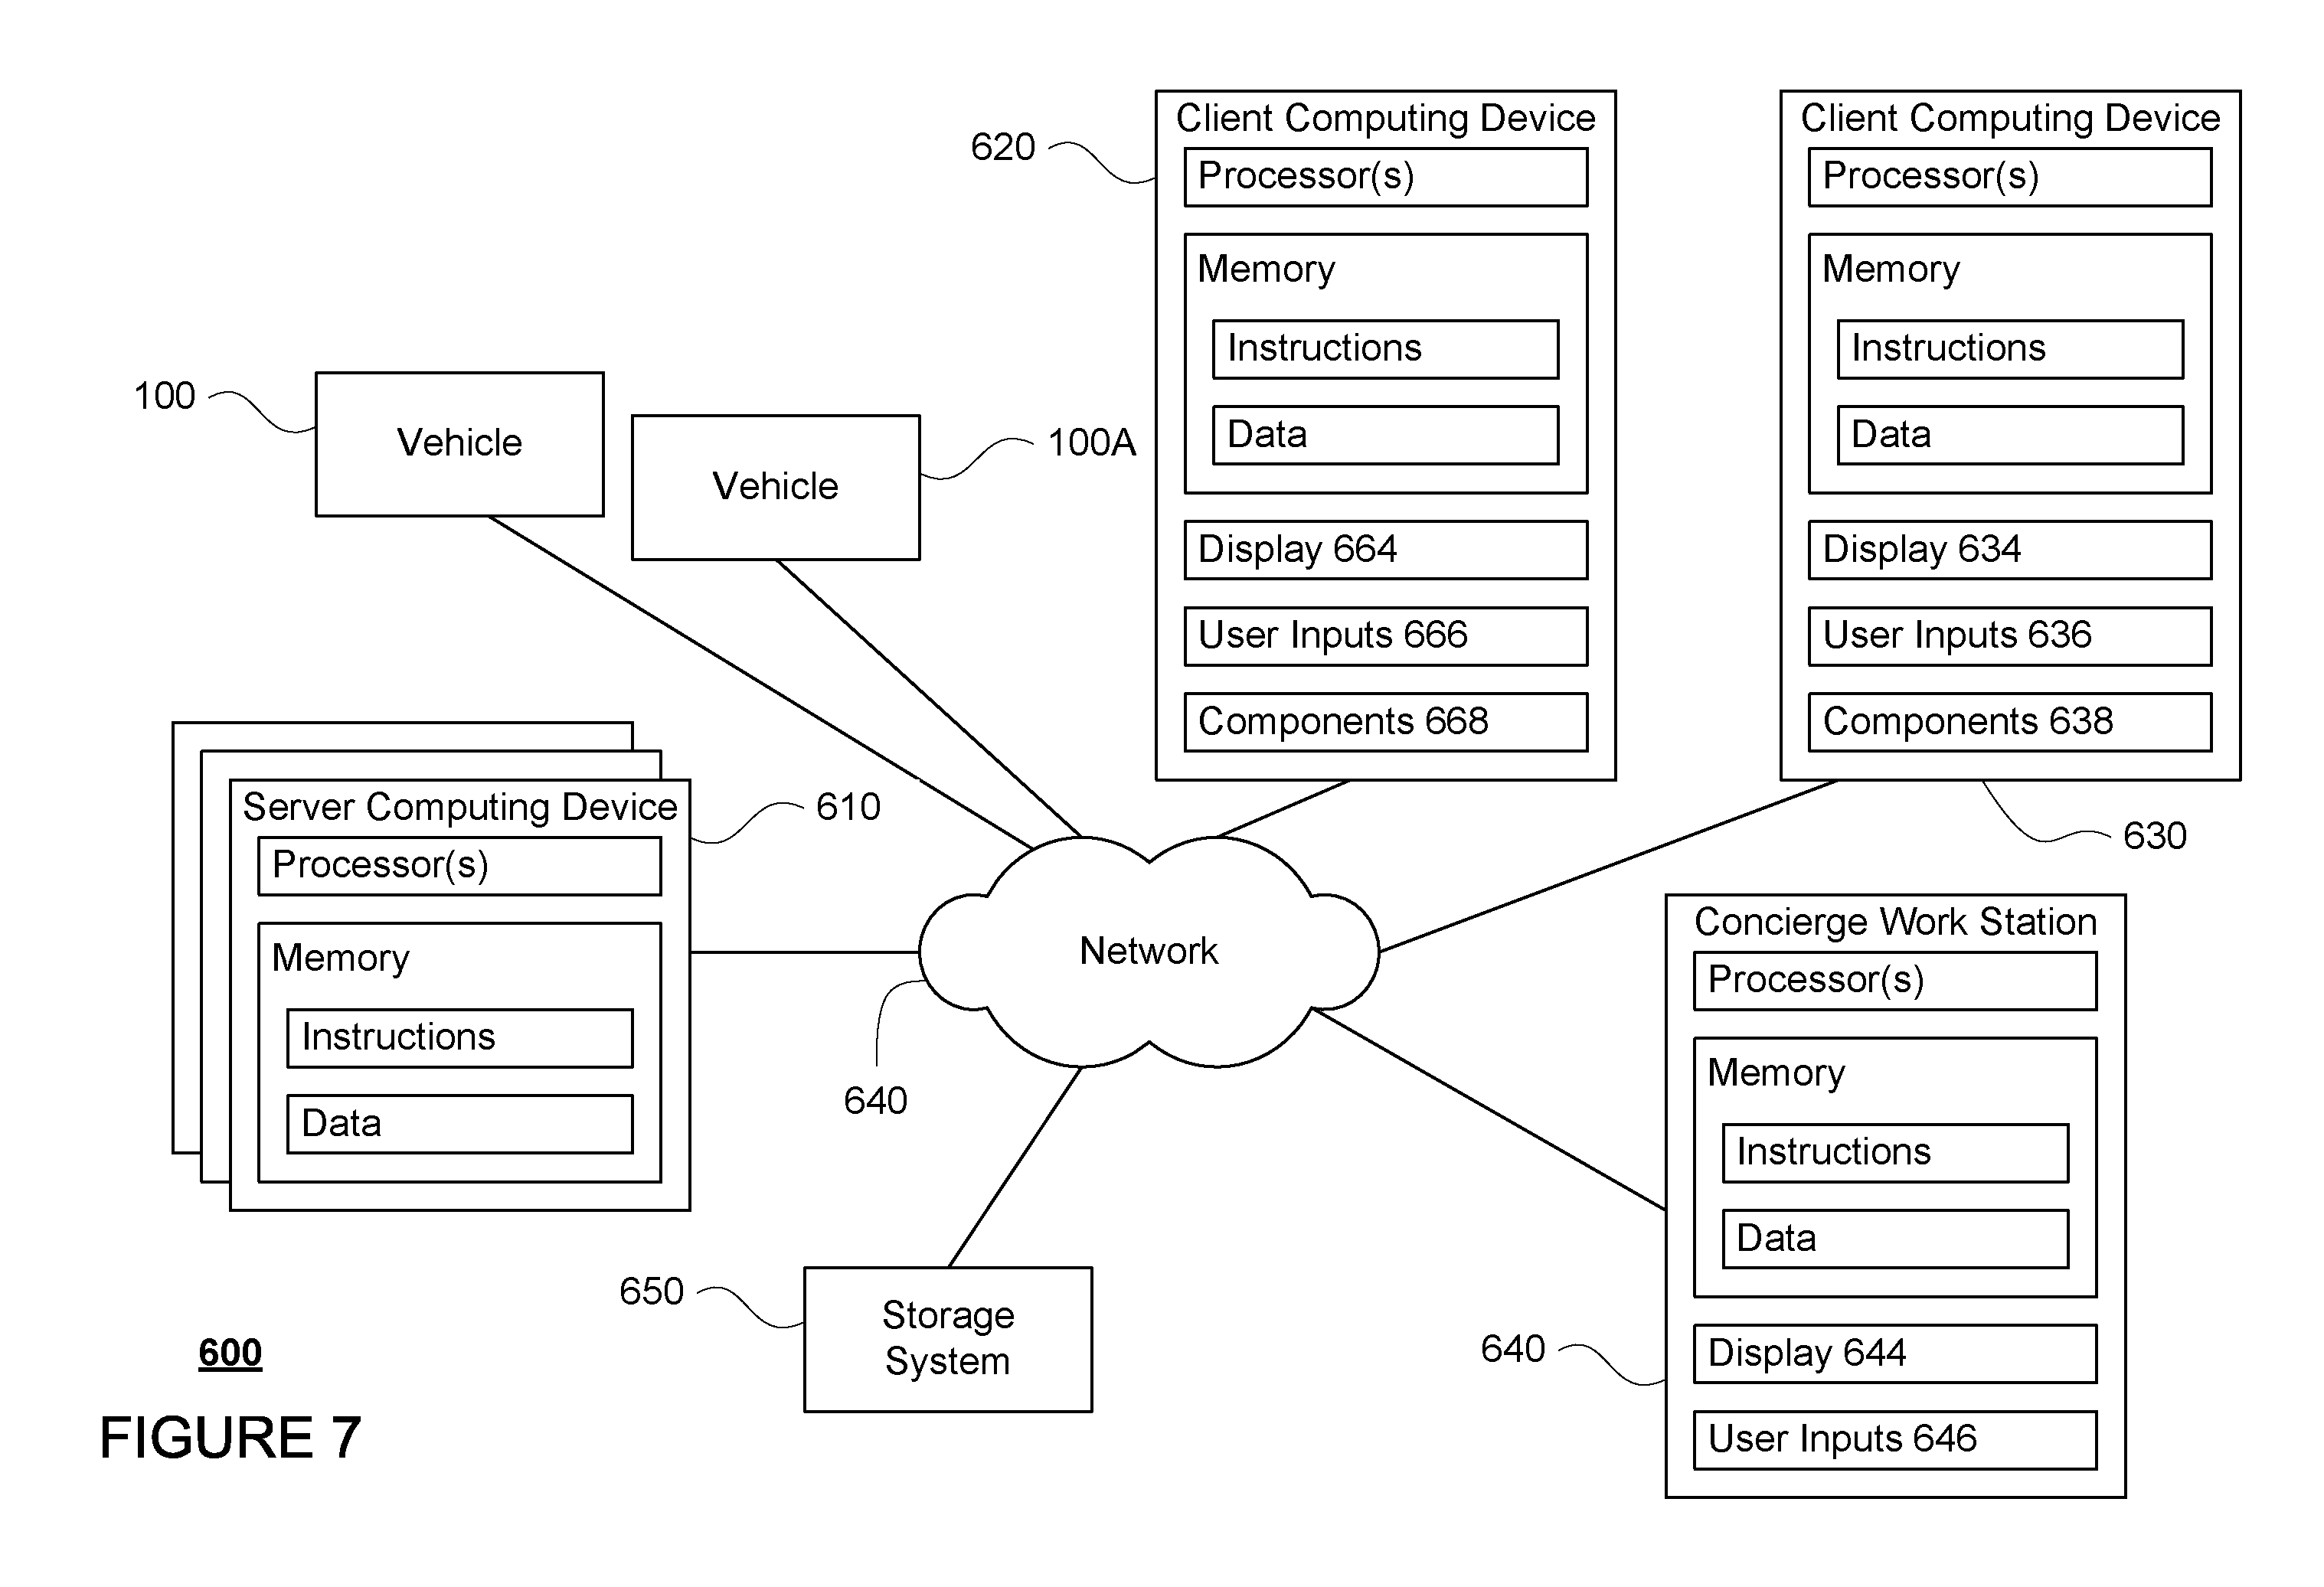 620
Client Computing Device
Processor(s)
Memory
Instructions
Data
Display 664
User Inputs 666
Components 668
Client Computing Device
Processor(s)
Memory
Instructions
Data
Display 634
User Inputs 636
Components 638
630
100
Vehicle
Vehicle
100A
Server Computing Device
610
Processor(s)
Memory
Instructions
Data
Network
640
Concierge Work Station
Processor(s)
Memory
Instructions
Data
Display 644
User Inputs 646
640
650
Storage
System
600
FIGURE 7